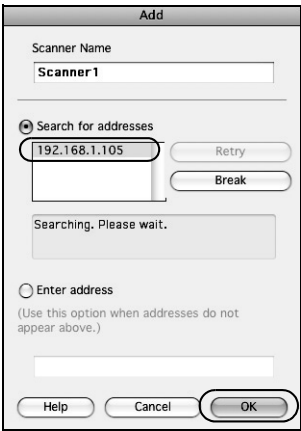 Add
Scanner Name
Scanner1
Search for addresses
192.168.1.105
Retry
Break
Searching. Please wait.
Enter address
(Use this option when addresses do not
appear above.)
Help
Cancel
OK